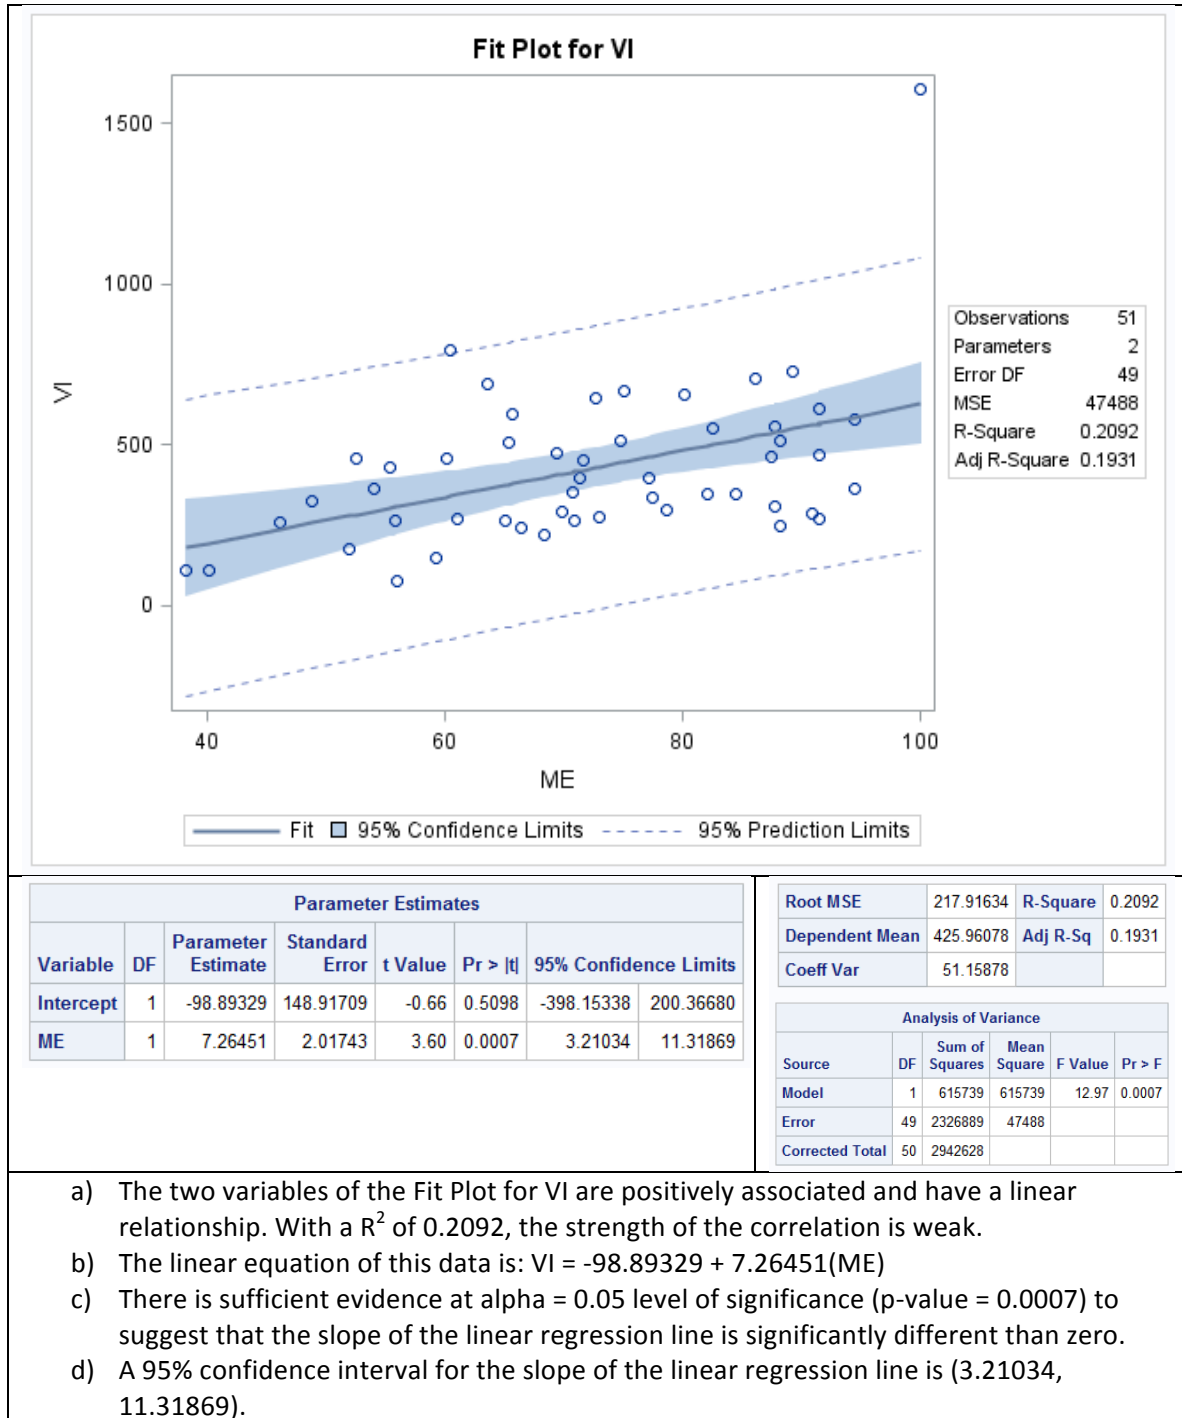 Fit Plot for VI
1500
1000
500
0
VI
40 60 80 100
ME
Observations 51
Parameters 2
Error DF 49
MSE 47488
R-Square 0.2092
Adj R-Square 0.1931
Fit 95% Confidence Limits 95% Prediction Limits
Parameter Estimates
Variable DF Parameter Estimate Standard Error t Value Pr > |t| 95% Confidence Limits
Intercept 1 -98.89329 148.91709 -0.66 0.5098 -398.15338 200.36680
ME 1 7.26451 2.01743 3.60 0.0007 3.21034 11.31869
Root MSE 217.91634 R-Square 0.2092
Dependent Mean 425.96078 Adj R-Sq 0.1931
Coeff Var 51.15878
Analysis of Variance
Source DF Sum of Squares Mean Square F Value Pr > F
Model 1 615739 615739 12.97 0.0007
Error 49 2326889 47488
Corrected Total 50 2942628
a) The two variables of the Fit Plot for VI are positively associated and have a linear
relationship. With a R² of 0.2092, the strength of the correlation is weak.
b) The linear equation of this data is: VI = -98.89329 + 7.26451(ME)
c) There is sufficient evidence at alpha = 0.05 level of significance (p-value = 0.0007) to
suggest that the slope of the linear regression line is significantly different than zero.
d) A 95% confidence interval for the slope of the linear regression line is (3.21034,
11.31869).